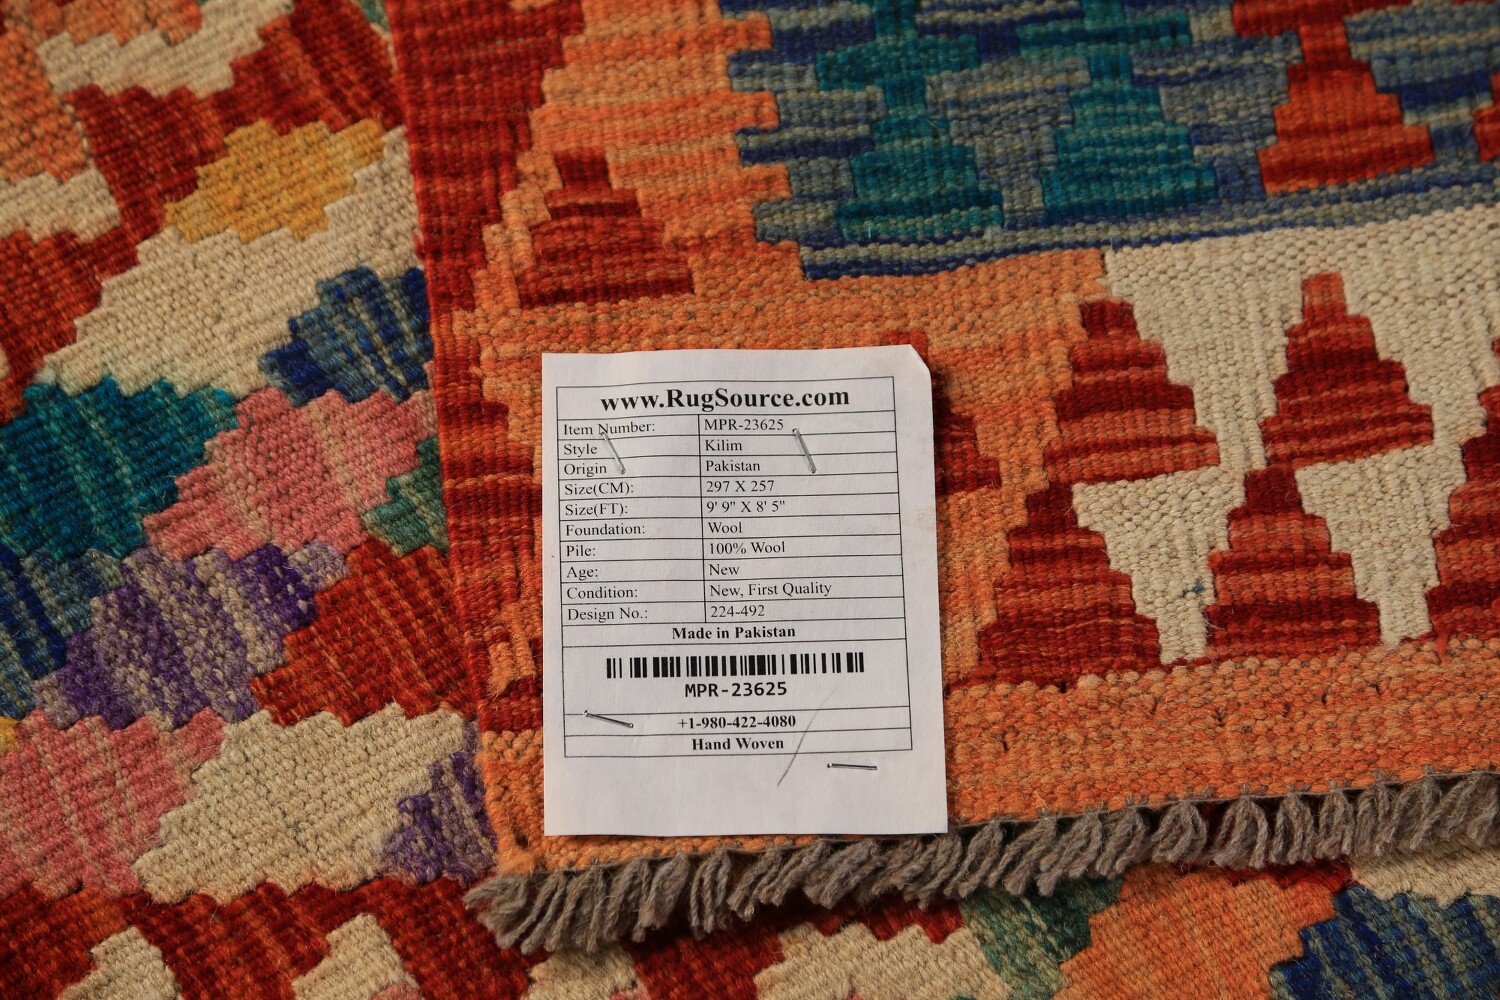 www.RugSource.com
Item Number: MPR-23625
Style Kilim
Origin Pakistan
Size(CM): 297 X 257
Size(FT): 9' 9" X 8' 5"
Foundation: Wool
Pile: 100% Wool
Age: New
Condition: New, First Quality
Design No.: 224-492
Made in Pakistan
MPR-23625
+1-980-422-4080
Hand Woven